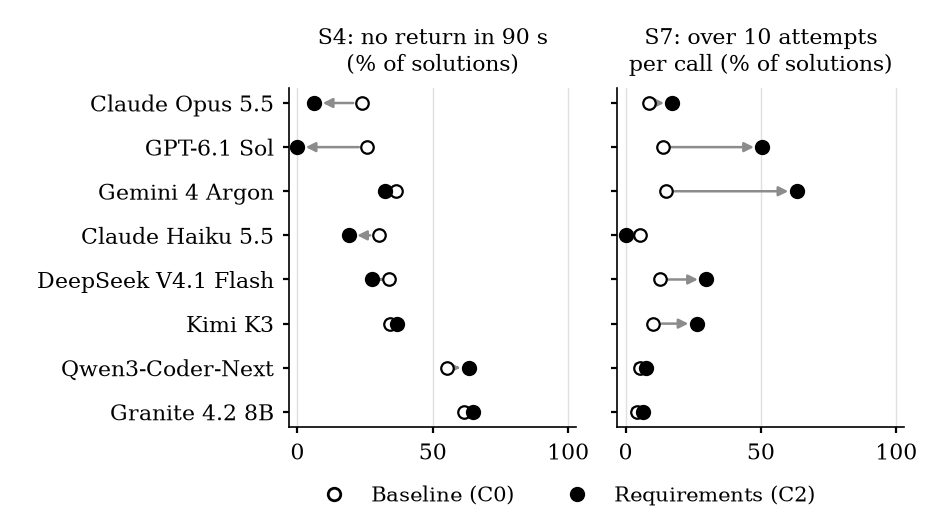 S4: no return in 90 s
(% of solutions)
S7: over 10 attempts
per call (% of solutions)
Claude Opus 5.5
GPT-6.1 Sol
Gemini 4 Argon
Claude Haiku 5.5
DeepSeek V4.1 Flash
Kimi K3
Qwen3-Coder-Next
Granite 4.2 8B
0 50 100
0 50 100
Baseline (C0) Requirements (C2)